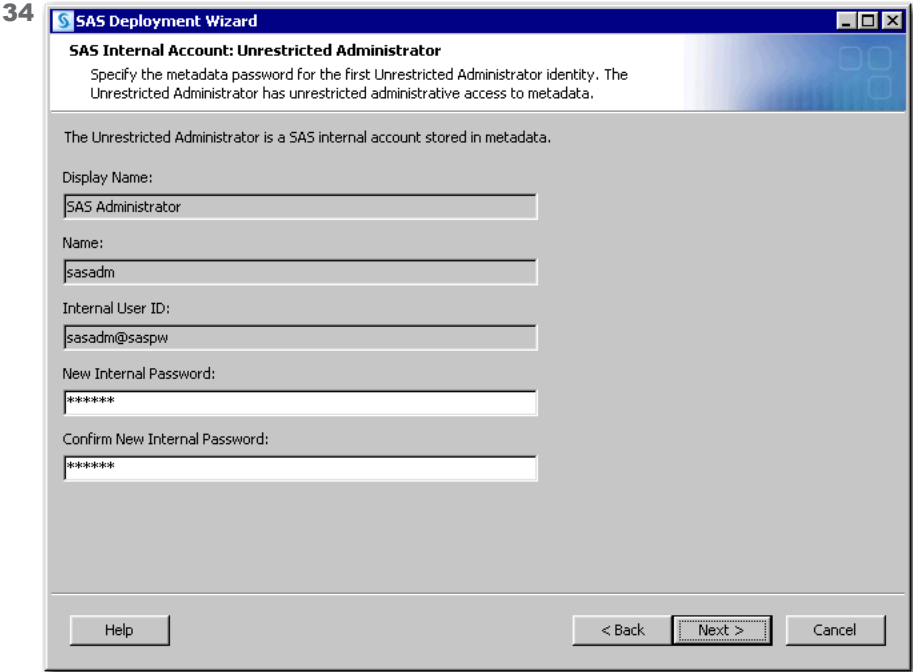 34
SAS Deployment Wizard
SAS Internal Account: Unrestricted Administrator
Specify the metadata password for the first Unrestricted Administrator identity. The
Unrestricted Administrator has unrestricted administrative access to metadata.
The Unrestricted Administrator is a SAS internal account stored in metadata.
Display Name:
SAS Administrator
Name:
sasadm
Internal User ID:
sasadm@saspw
New Internal Password:
******
Confirm New Internal Password:
******
Help
< Back
Next >
Cancel